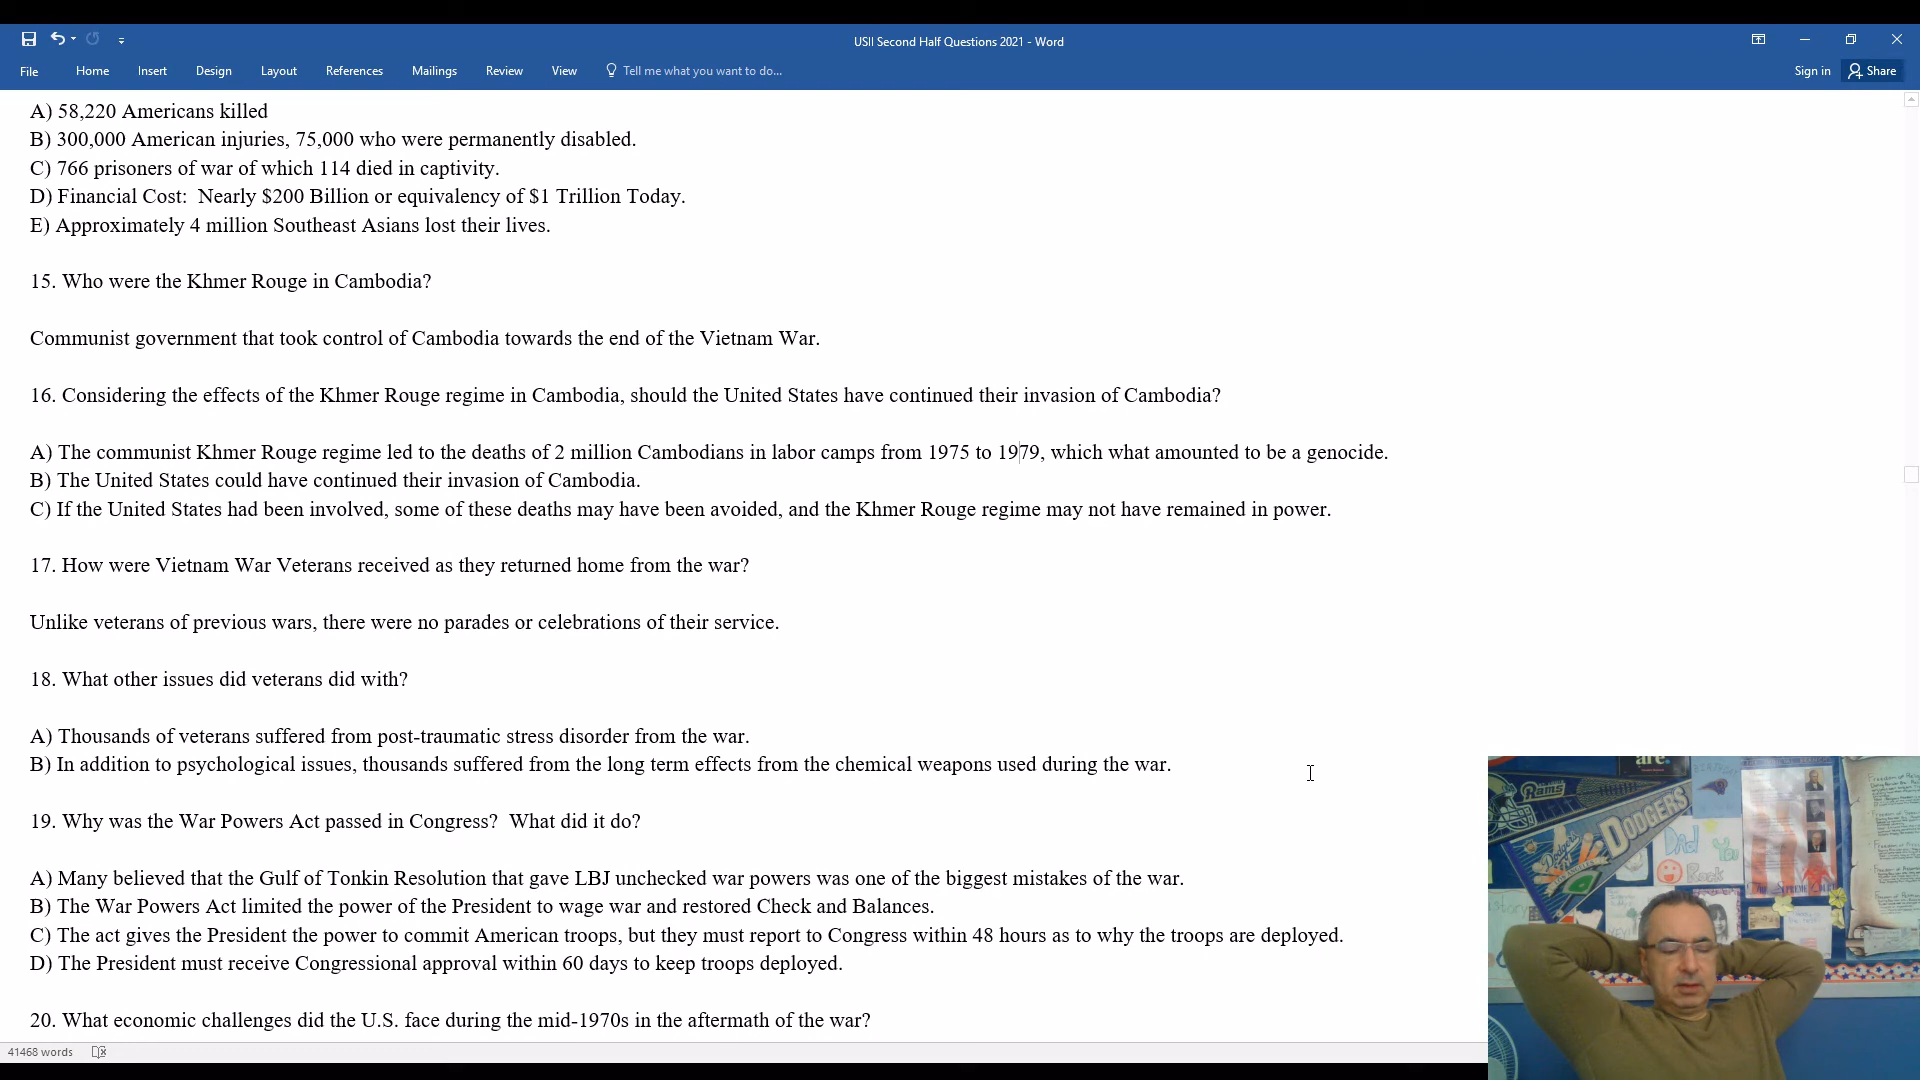 USII Second Half Questions 2021 - Word
File Home Insert Design Layout References Mailings Review View Tell me what you want to do... Sign in Share
A) 58,220 Americans killed
B) 300,000 American injuries, 75,000 who were permanently disabled.
C) 766 prisoners of war of which 114 died in captivity.
D) Financial Cost:  Nearly $200 Billion or equivalency of $1 Trillion Today.
E) Approximately 4 million Southeast Asians lost their lives.
15. Who were the Khmer Rouge in Cambodia?
Communist government that took control of Cambodia towards the end of the Vietnam War.
16. Considering the effects of the Khmer Rouge regime in Cambodia, should the United States have continued their invasion of Cambodia?
A) The communist Khmer Rouge regime led to the deaths of 2 million Cambodians in labor camps from 1975 to 1979, which what amounted to be a genocide.
B) The United States could have continued their invasion of Cambodia.
C) If the United States had been involved, some of these deaths may have been avoided, and the Khmer Rouge regime may not have remained in power.
17. How were Vietnam War Veterans received as they returned home from the war?
Unlike veterans of previous wars, there were no parades or celebrations of their service.
18. What other issues did veterans did with?
A) Thousands of veterans suffered from post-traumatic stress disorder from the war.
B) In addition to psychological issues, thousands suffered from the long term effects from the chemical weapons used during the war.
19. Why was the War Powers Act passed in Congress?  What did it do?
A) Many believed that the Gulf of Tonkin Resolution that gave LBJ unchecked war powers was one of the biggest mistakes of the war.
B) The War Powers Act limited the power of the President to wage war and restored Check and Balances.
C) The act gives the President the power to commit American troops, but they must report to Congress within 48 hours as to why the troops are deployed.
D) The President must receive Congressional approval within 60 days to keep troops deployed.
20. What economic challenges did the U.S. face during the mid-1970s in the aftermath of the war?
41468 words
are.
Rams
DODGERS
Dodgers
Dad
Rock